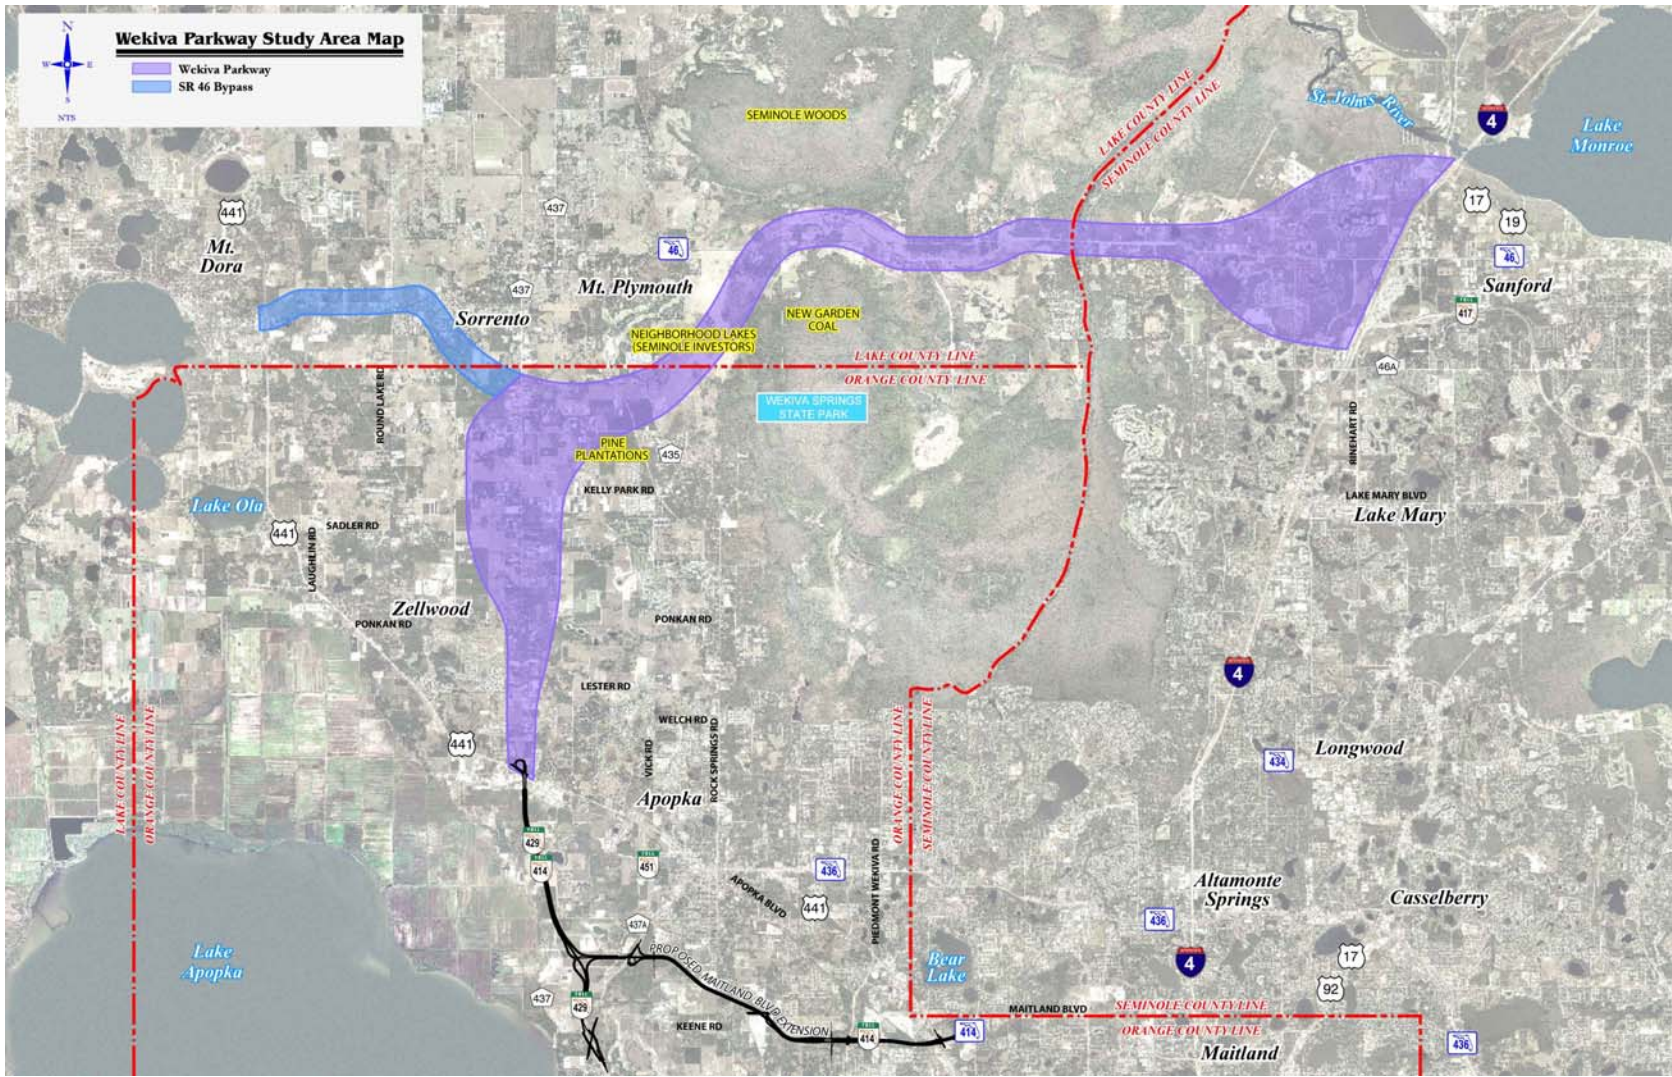 N
W
E
S
NTS
Wekiva Parkway Study Area Map
Wekiva Parkway
SR 46 Bypass
SEMINOLE WOODS
LAKE COUNTY LINE
SEMINOLE COUNTY LINE
St. Johns River
4
Lake
Monroe
441
437
17
19
Mt.
Dora
46
46
437
Mt. Plymouth
Sanford
Sorrento
TOLL
417
NEW GARDEN
COAL
NEIGHBORHOOD LAKES
(SEMINOLE INVESTORS)
LAKE COUNTY LINE
ORANGE COUNTY LINE
46A
ROUND LAKE RD
WEKIVA SPRINGS
STATE PARK
RINEHART RD
PINE
PLANTATIONS
435
KELLY PARK RD
LAKE MARY BLVD
Lake Mary
Lake Ola
441
SADLER RD
LAUGHLIN RD
Zellwood
PONKAN RD
PONKAN RD
4
LESTER RD
WELCH RD
441
VICK RD
ROCK SPRINGS RD
LAKE COUNTY LINE
ORANGE COUNTY LINE
ORANGE COUNTY LINE
SEMINOLE COUNTY LINE
Longwood
434
Apopka
TOLL
429
TOLL
414
TOLL
451
436
APOPKA BLVD
441
PIEDMONT WEKIVA RD
Altamonte
Springs
Casselberry
436
437A
PROPOSED MAITLAND BLVD EXTENSION
Lake
Apopka
Bear
Lake
4
17
92
437
TOLL
429
KEENE RD
TOLL
414
414
MAITLAND BLVD
SEMINOLE COUNTY LINE
ORANGE COUNTY LINE
Maitland
436